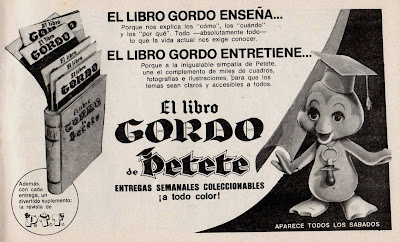 EL LIBRO GORDO ENSEÑA...
Porque nos explica los "cómo", los "cuándo"
y los "por qué". Todo —absolutamente todo—
lo que la vida actual nos exige conocer.
EL LIBRO GORDO ENTRETIENE...
Porque a la inigualable simpatía de Petete,
une el complemento de miles de cuadros,
fotografías e ilustraciones, para que los
temas sean claros y accesibles a todos.
El libro
GORDO
de Petete
ENTREGAS SEMANALES COLECCIONABLES
¡a todo color!
El libro
GORDO
Además,
con cada
entrega, un
divertido suplemento:
la revista de
P.T.T.
APARECE TODOS LOS SABADOS